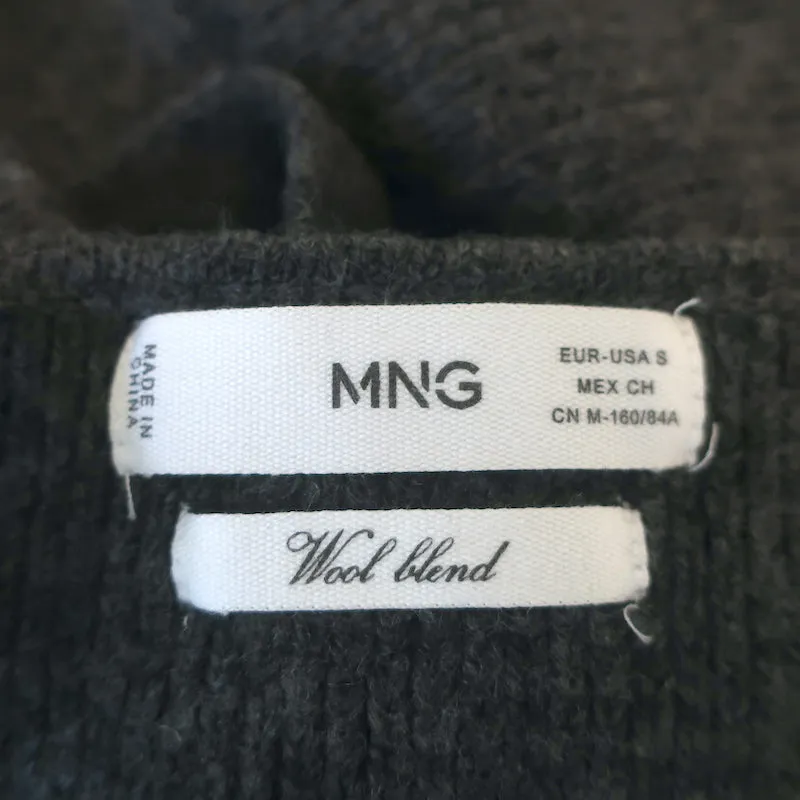 MADE IN
CHINA
MNG
EUR-USA S
MEX CH
CN M-160/84A
Wool blend